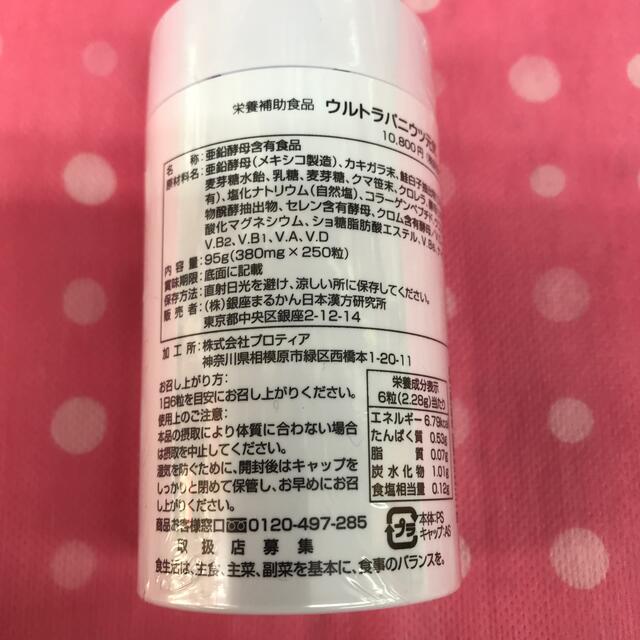 栄養補助食品 ウルトラバニウツ元気
10,800円
名 称：亜鉛酵母含有食品
原材料名：亜鉛酵母（メキシコ製造）、カキガラ末、鮭白子抽出
麦芽糖水飴、乳糖、麦芽糖、クマ笹末、クロレラ、
有）、塩化ナトリウム（自然塩）、コラーゲンペプチド、
物醗酵抽出物、セレン含有酵母、クロム含有酵母
酸化マグネシウム、ショ糖脂肪酸エステル、V.B6、
V.B2、V.B1、V.A、V.D
内 容 量：95g（380mg×250粒）
賞味期限：底面に記載
保存方法：直射日光を避け、涼しい所に保存してください。
販 売 者：（株）銀座まるかん日本漢方研究所
東京都中央区銀座2-12-14
加 工 所：株式会社プロティア
神奈川県相模原市緑区西橋本1-20-11
お召し上がり方：
1日6粒を目安にお召し上がりください。
使用上のご注意：
本品の摂取により体質に合わない場合
は摂取を中止してください。
湿気を防ぐために、開封後はキャップを
しっかりと閉めて保管し、お早めにお召
し上がりください。
商品お客様窓口 0120-497-285
取 扱 店 募 集
食生活は、主食、主菜、副菜を基本に、食事のバランスを。
栄養成分表示
6粒（2.28g）当たり
エネルギー 6.79kcal
たんぱく質 0.53g
脂 質 0.07g
炭水化物 1.01g
食塩相当量 0.12g
プラ
本体：PS
キャップ：AS